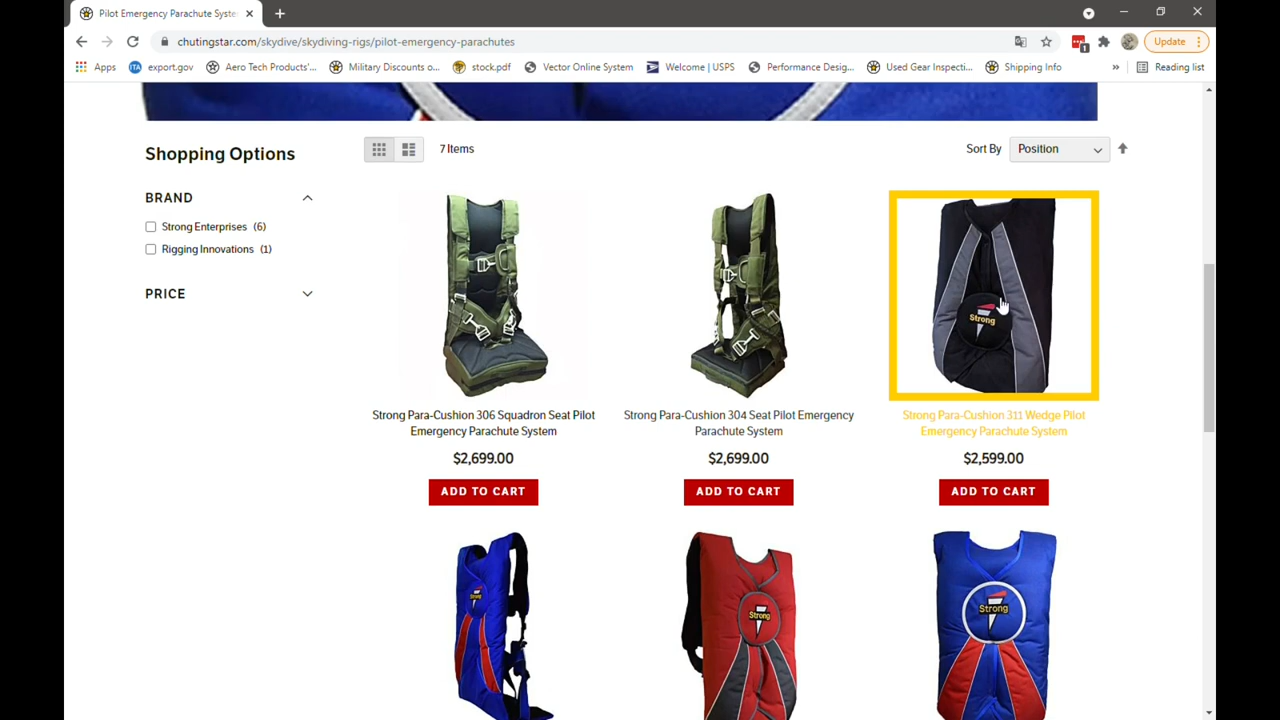 Pilot Emergency Parachute Syste
chutingstar.com/skydive/skydiving-rigs/pilot-emergency-parachutes
1
Update
Apps
export.gov
Aero Tech Products'...
Military Discounts o...
stock.pdf
Vector Online System
Welcome | USPS
Performance Desig...
Used Gear Inspecti...
Shipping Info
»
Reading list
Shopping Options
7 Items
Sort By
Position
BRAND
Strong Enterprises (6)
Rigging Innovations (1)
PRICE
Strong
Strong Para-Cushion 306 Squadron Seat Pilot
Emergency Parachute System
$2,699.00
ADD TO CART
Strong Para-Cushion 304 Seat Pilot Emergency
Parachute System
$2,699.00
ADD TO CART
Strong Para-Cushion 311 Wedge Pilot
Emergency Parachute System
$2,599.00
ADD TO CART
Strong
Strong
Strong